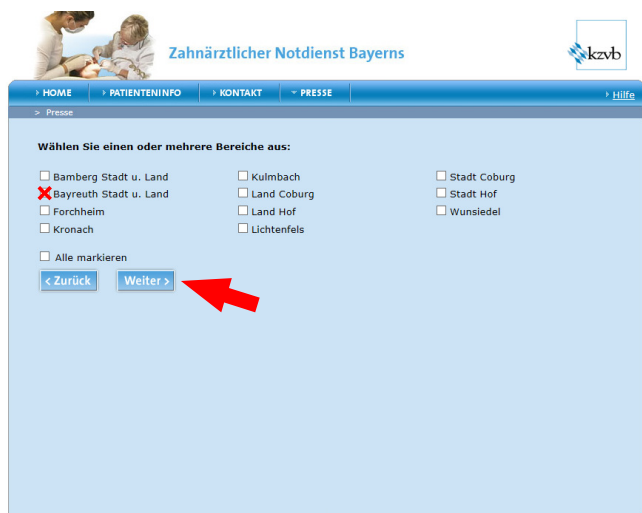 Zahnärztlicher Notdienst Bayerns
kzvb
HOME PATIENTENINFO KONTAKT PRESSE Hilfe
> Presse
Wählen Sie einen oder mehrere Bereiche aus:
Bamberg Stadt u. Land Kulmbach Stadt Coburg
Bayreuth Stadt u. Land Land Coburg Stadt Hof
Forchheim Land Hof Wunsiedel
Kronach Lichtenfels
Alle markieren
< Zurück Weiter >